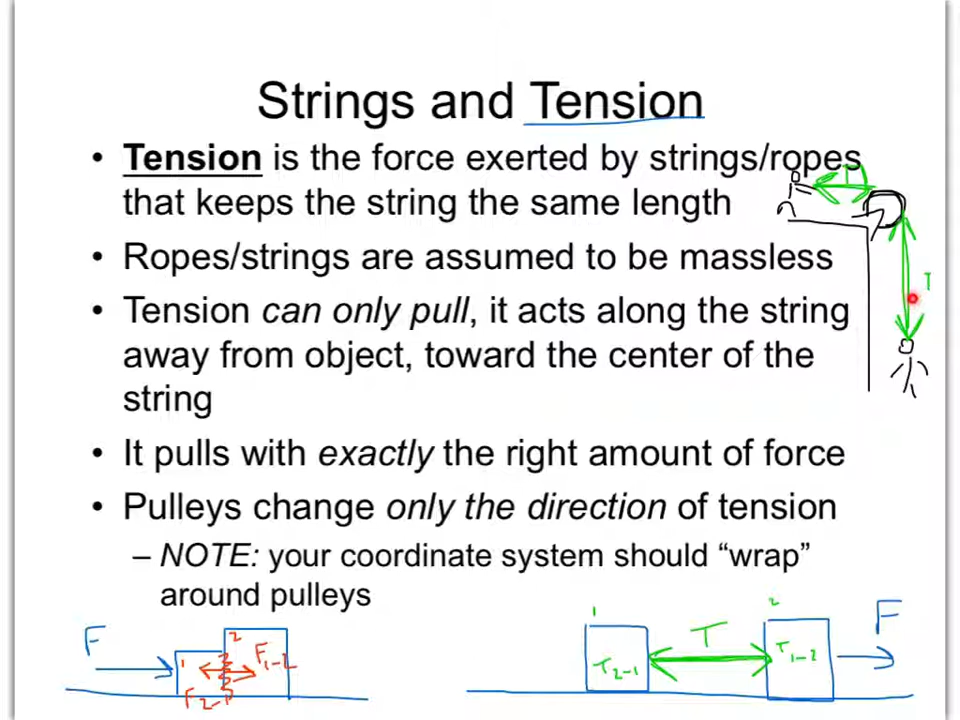 Strings and Tension
• Tension is the force exerted by strings/ropes
that keeps the string the same length
T
• Ropes/strings are assumed to be massless
T
• Tension can only pull, it acts along the string
away from object, toward the center of the
string
• It pulls with exactly the right amount of force
• Pulleys change only the direction of tension
– NOTE: your coordinate system should “wrap”
around pulleys
F
1
2
F1-2
F2-1
1
T2-1
T
2
T1-2
F